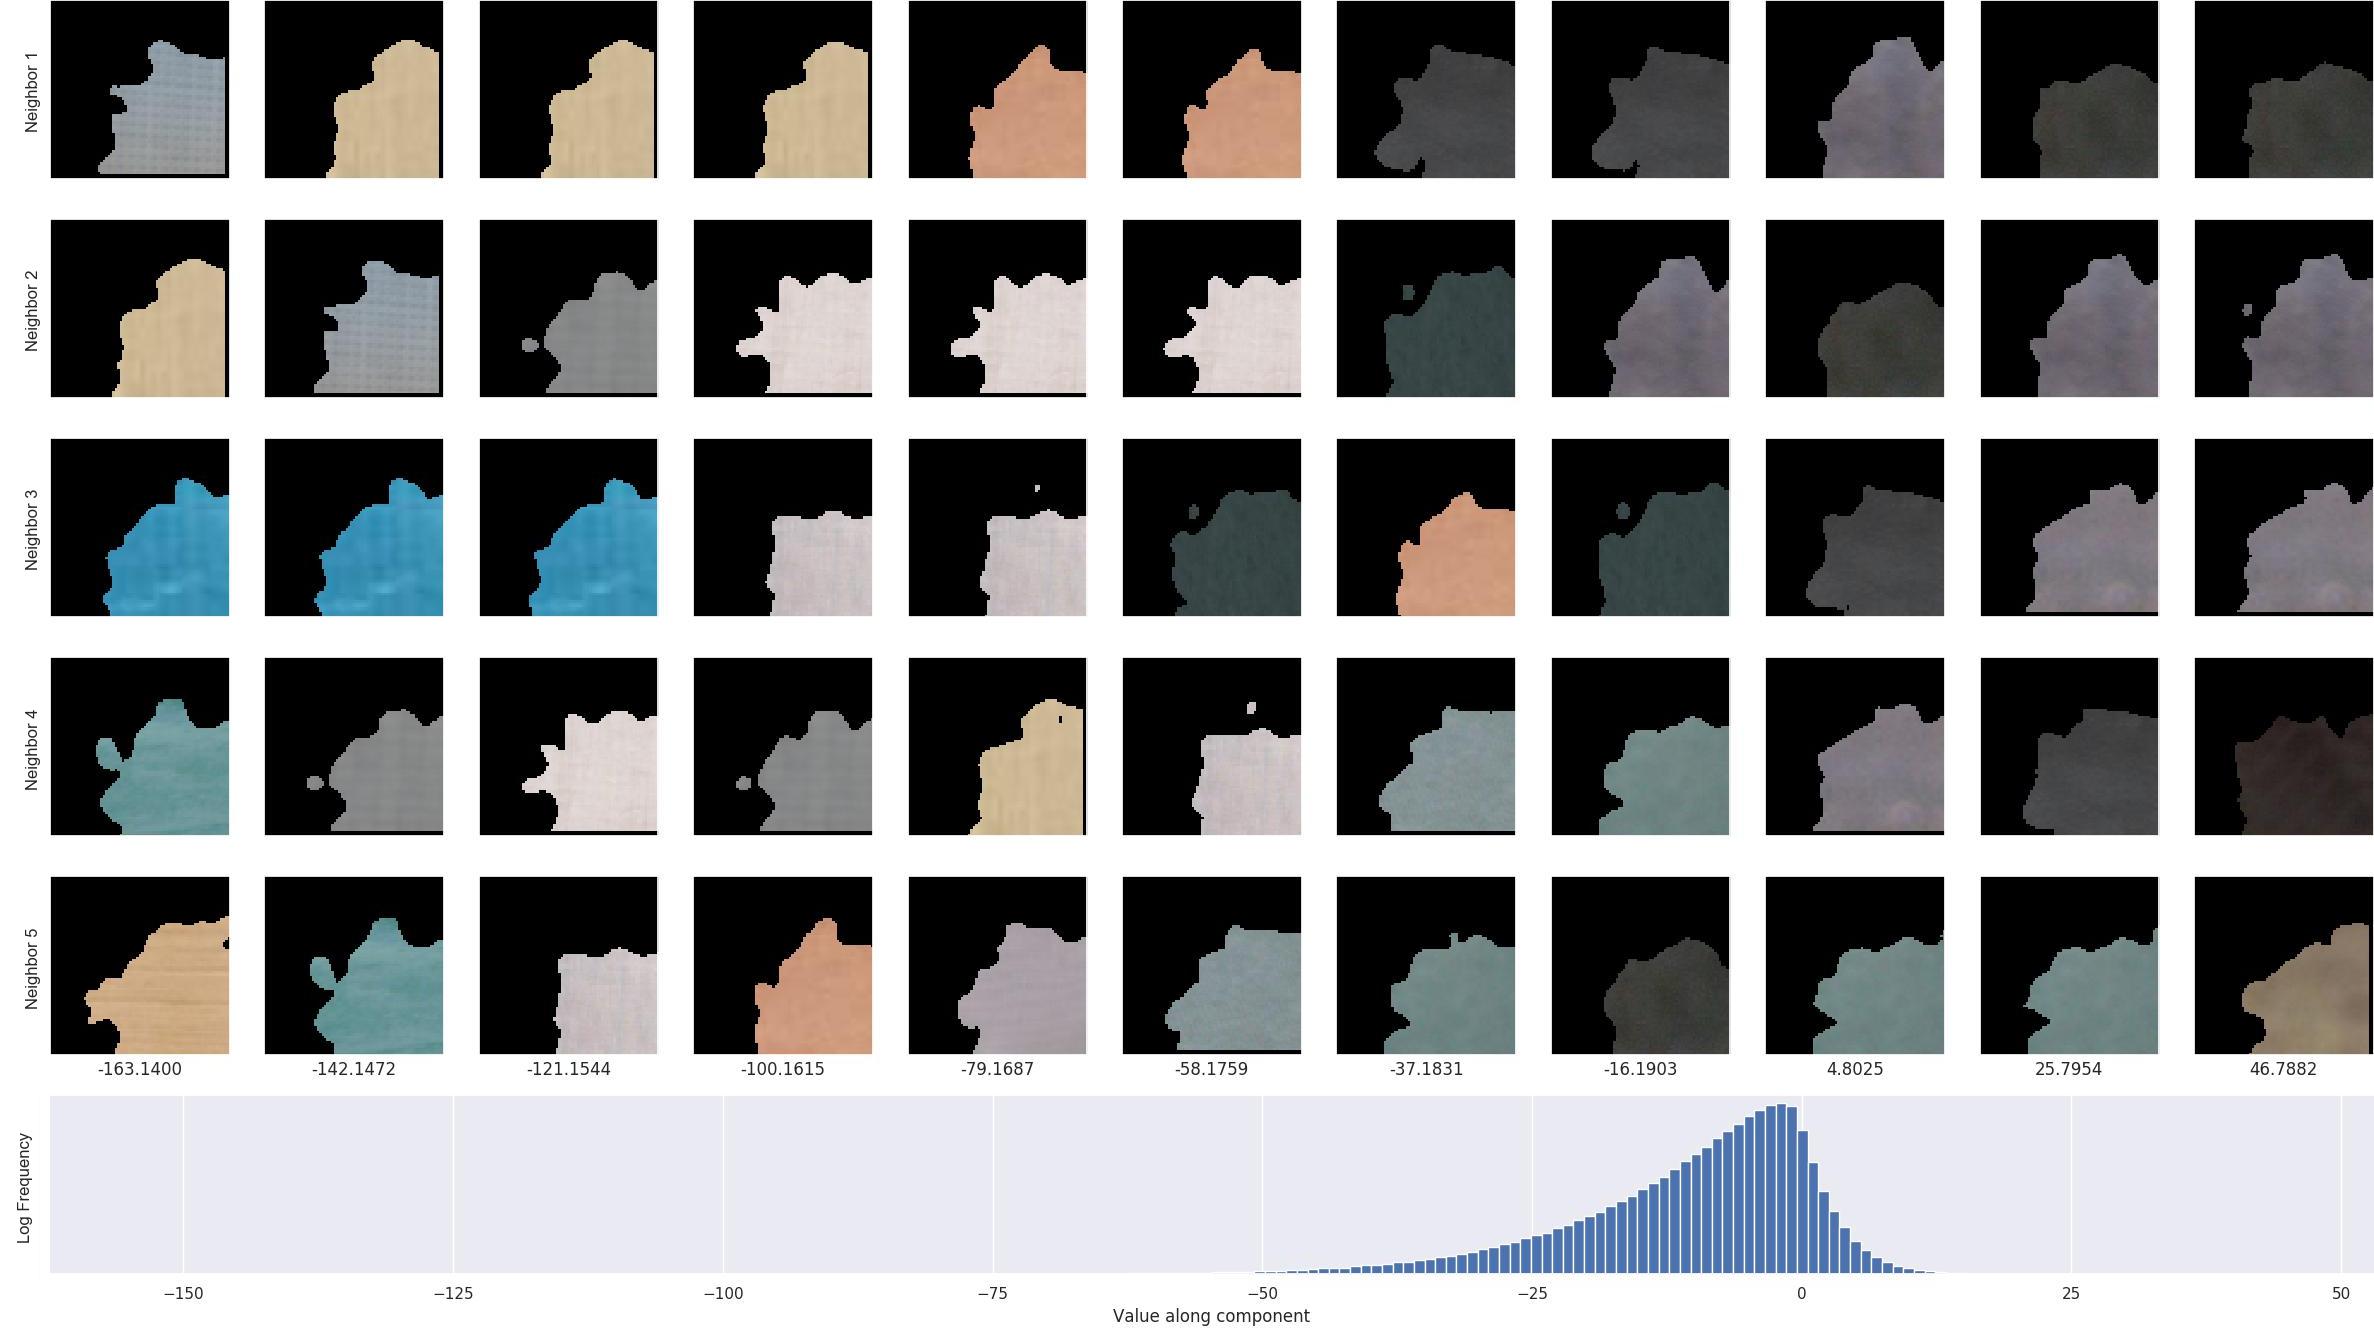 Neighbor 1
Neighbor 2
Neighbor 3
Neighbor 4
Neighbor 5
-163.1400 -142.1472 -121.1544 -100.1615 -79.1687 -58.1759 -37.1831 -16.1903 4.8025 25.7954 46.7882
Log Frequency
−150 −125 −100 −75 −50 −25 0 25 50
Value along component